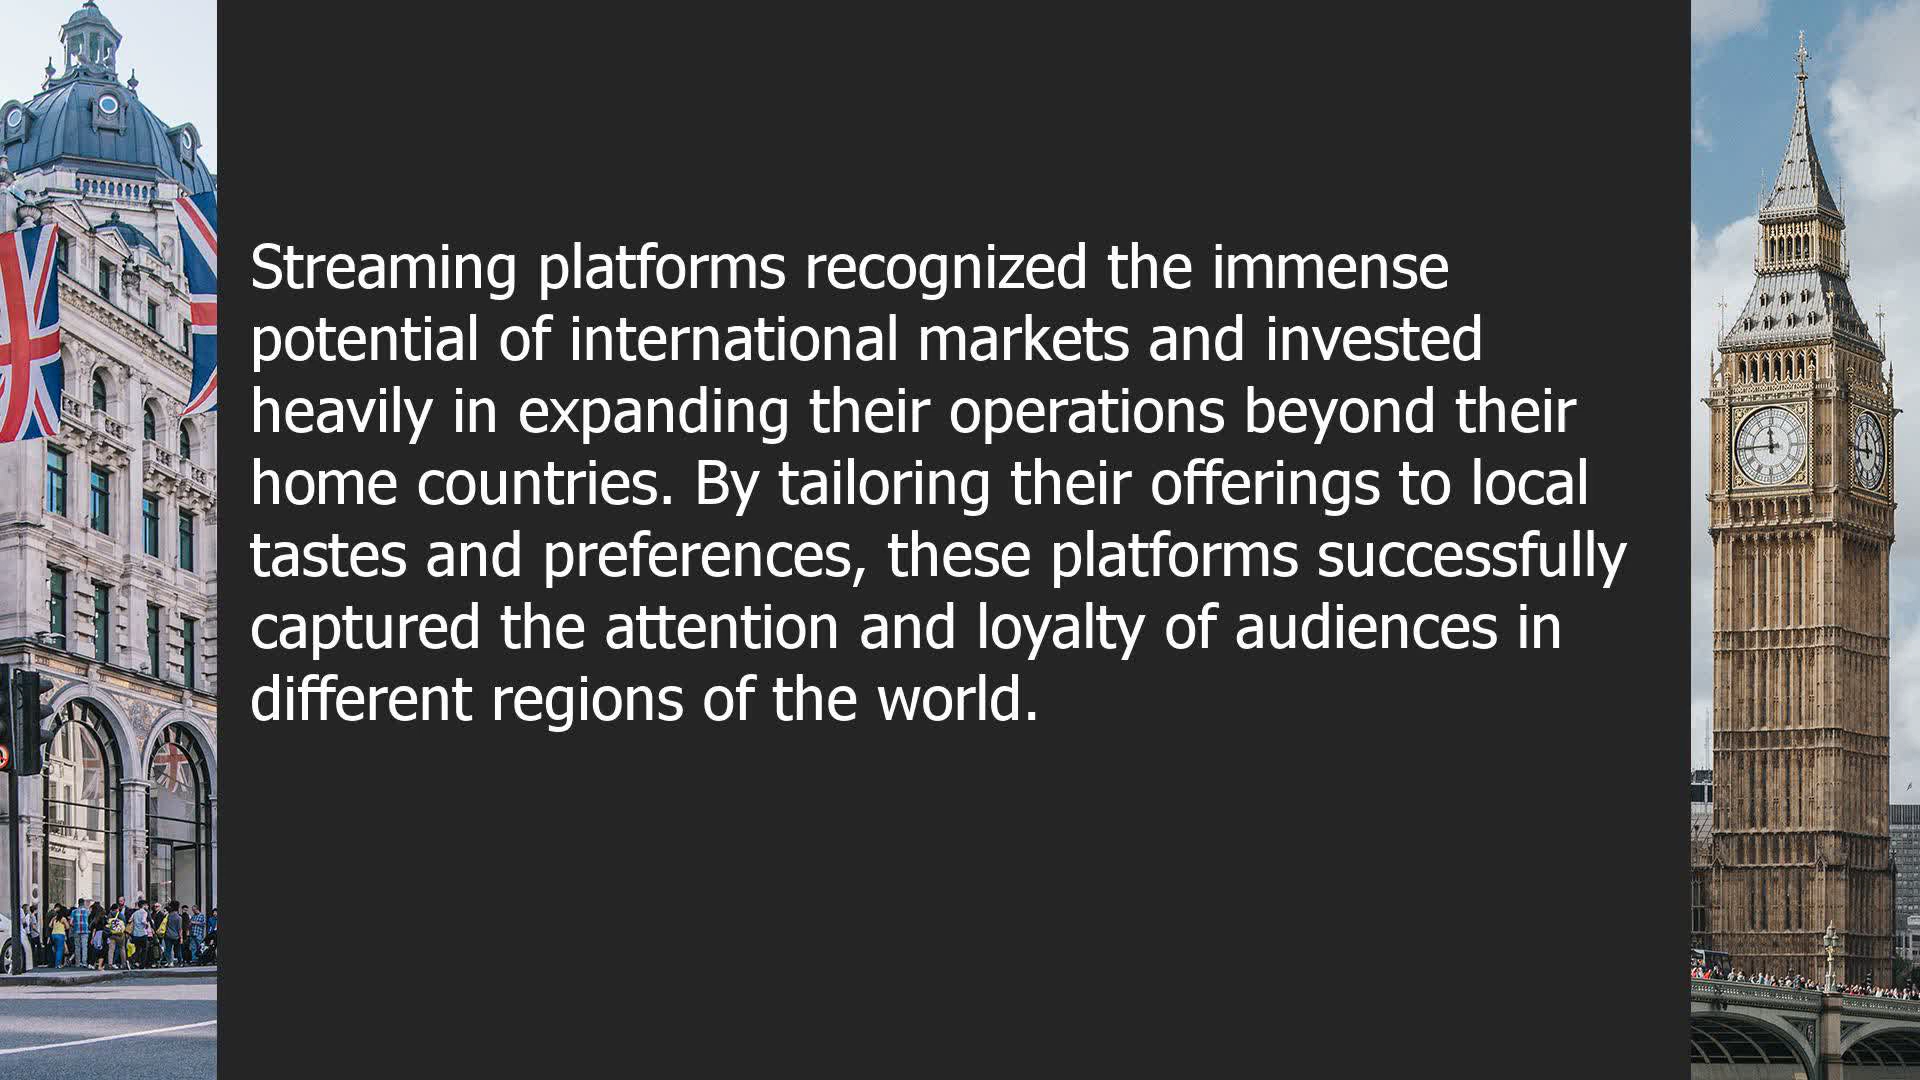 Streaming platforms recognized the immense
potential of international markets and invested
heavily in expanding their operations beyond their
home countries. By tailoring their offerings to local
tastes and preferences, these platforms successfully
captured the attention and loyalty of audiences in
different regions of the world.